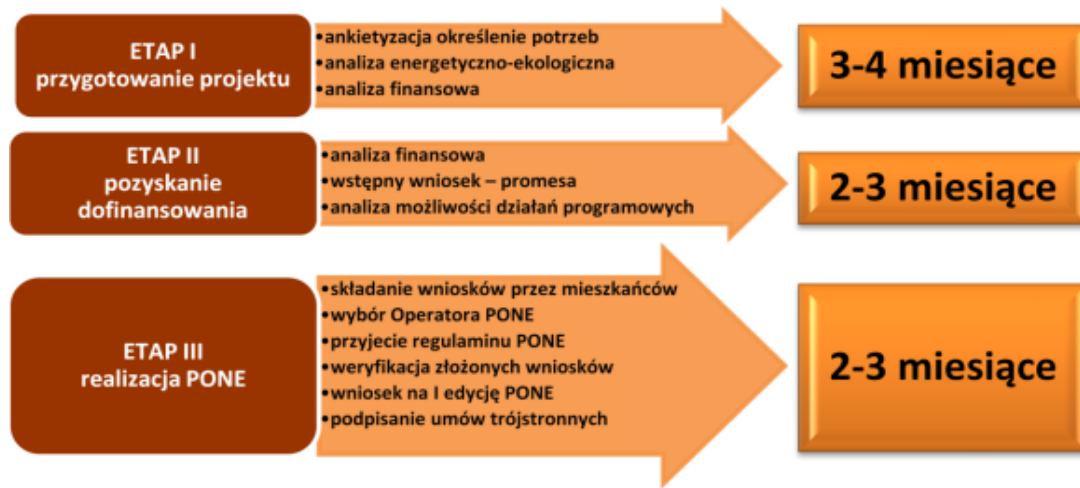 ETAP I
przygotowanie projektu
•ankietyzacja określenie potrzeb
•analiza energetyczno-ekologiczna
•analiza finansowa
3-4 miesiące
ETAP II
pozyskanie
dofinansowania
•analiza finansowa
•wstępny wniosek – promesa
•analiza możliwości działań programowych
2-3 miesiące
ETAP III
realizacja PONE
•składanie wniosków przez mieszkańców
•wybór Operatora PONE
•przyjecie regulaminu PONE
•weryfikacja złożonych wniosków
•wniosek na I edycję PONE
•podpisanie umów trójstronnych
2-3 miesiące